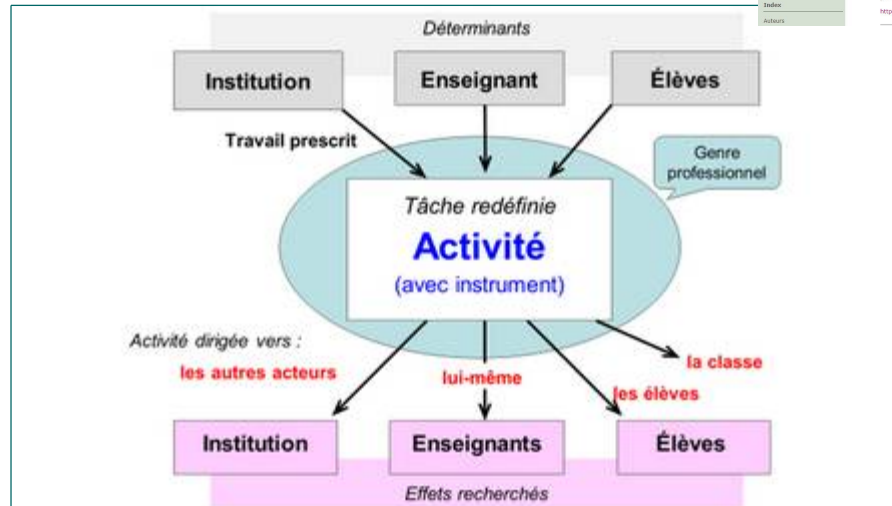 Index
Auteurs
http
Déterminants
Institution
Enseignant
Élèves
Travail prescrit
Genre
professionnel
Tâche redéfinie
Activité
(avec instrument)
Activité dirigée vers :
les autres acteurs
lui-même
les élèves
la classe
Institution
Enseignants
Élèves
Effets recherchés